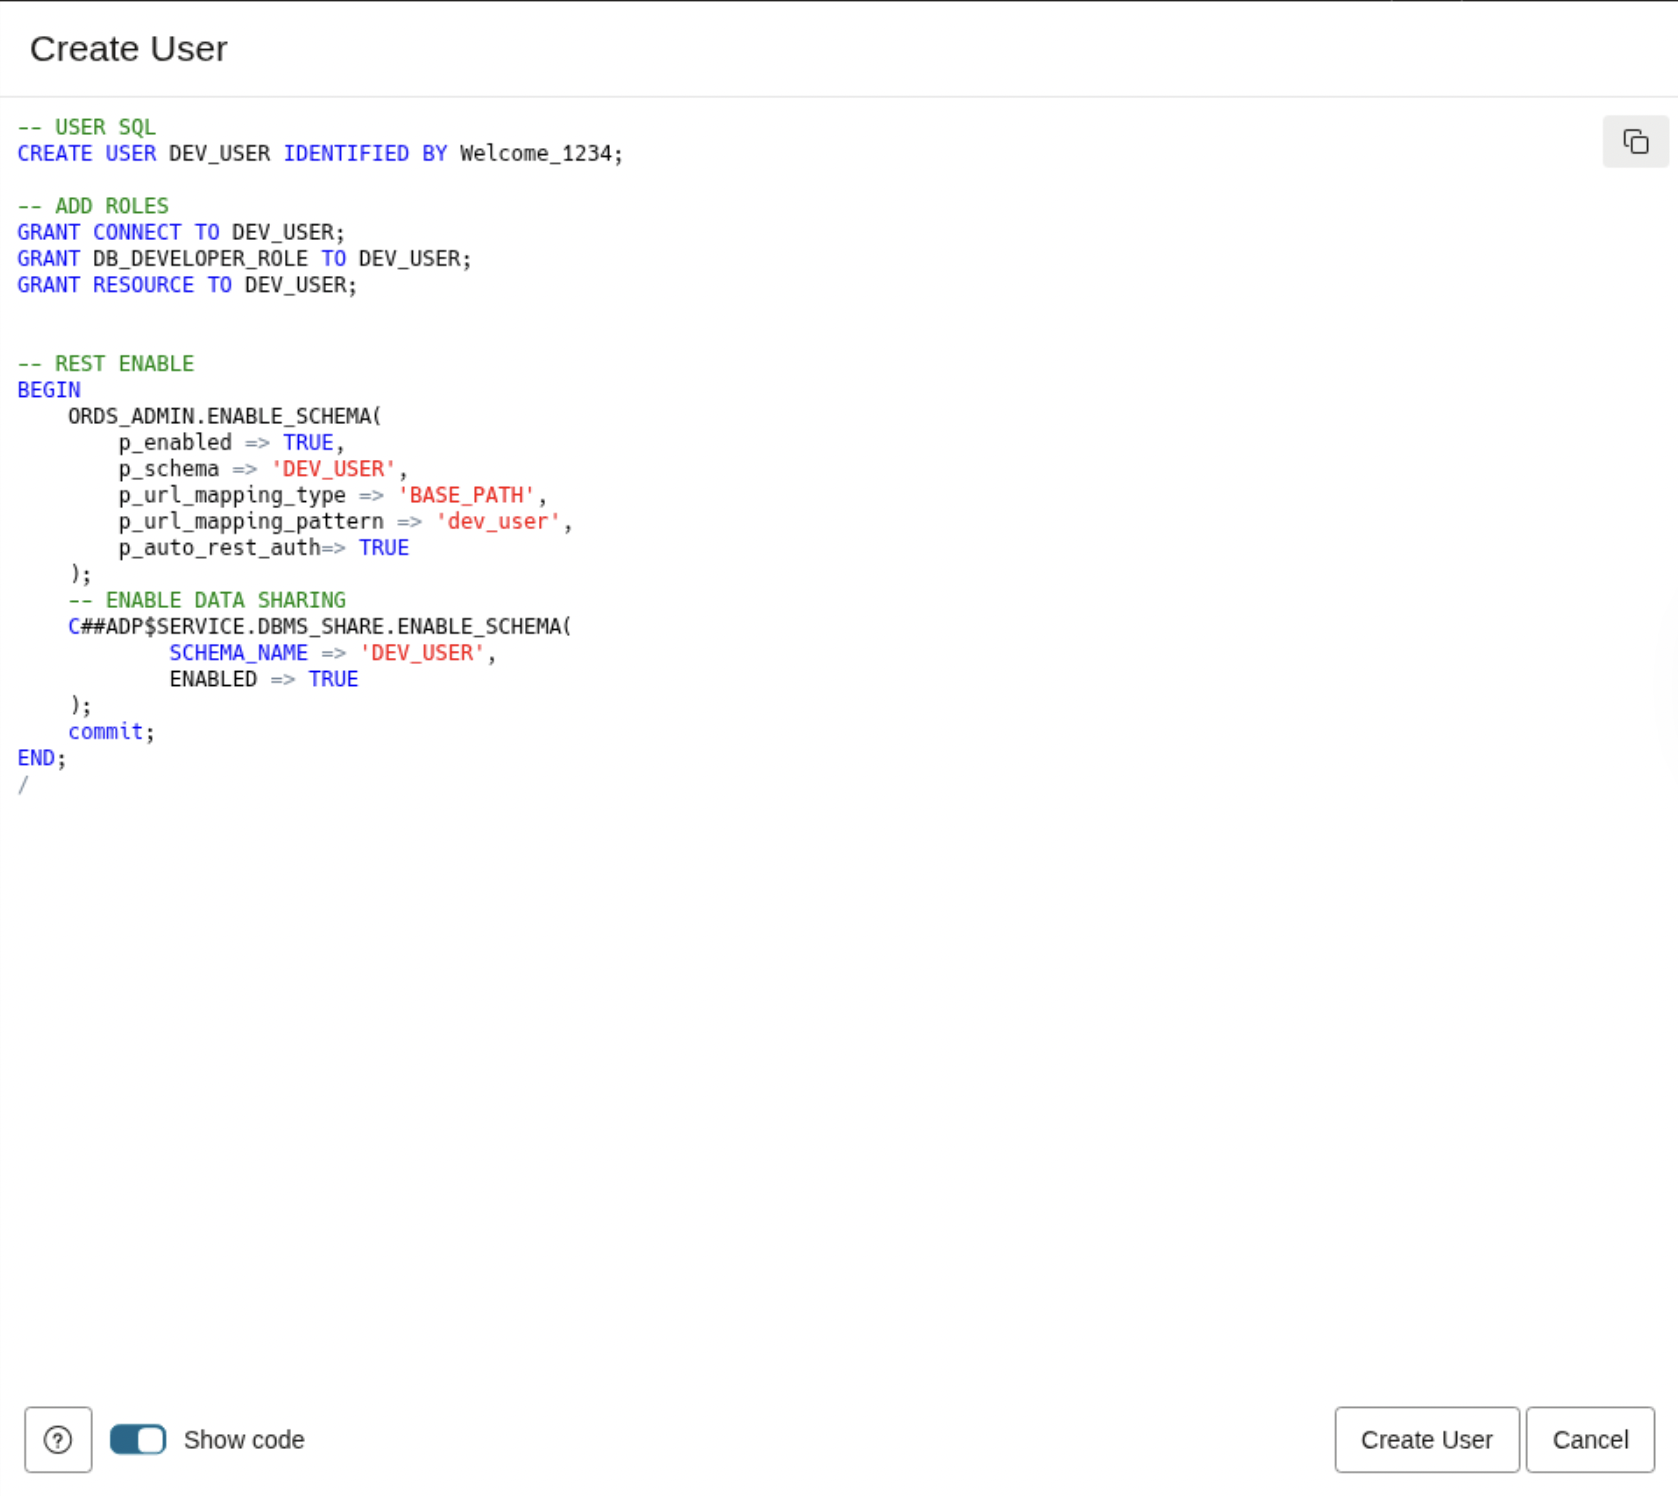 Create User
-- USER SQL
CREATE USER DEV_USER IDENTIFIED BY Welcome_1234;
-- ADD ROLES
GRANT CONNECT TO DEV_USER;
GRANT DB_DEVELOPER_ROLE TO DEV_USER;
GRANT RESOURCE TO DEV_USER;
-- REST ENABLE
BEGIN
    ORDS_ADMIN.ENABLE_SCHEMA(
        p_enabled => TRUE,
        p_schema => 'DEV_USER',
        p_url_mapping_type => 'BASE_PATH',
        p_url_mapping_pattern => 'dev_user',
        p_auto_rest_auth=> TRUE
    );
    -- ENABLE DATA SHARING
    C##ADP$SERVICE.DBMS_SHARE.ENABLE_SCHEMA(
            SCHEMA_NAME => 'DEV_USER',
            ENABLED => TRUE
    );
    commit;
END;
/
? Show code Create User Cancel